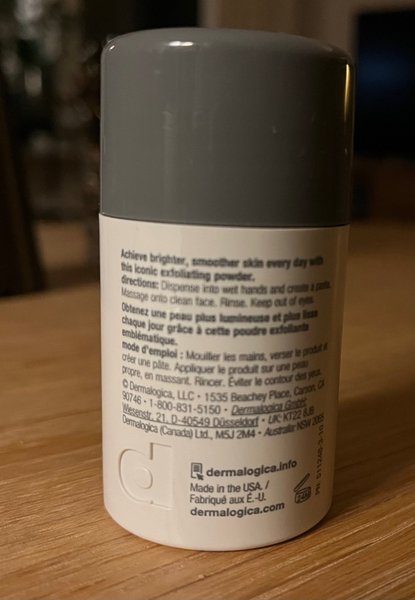 Achieve brighter, smoother skin every day with
this iconic exfoliating powder.
directions: Dispense into wet hands and create a paste.
Massage onto clean face. Rinse. Keep out of eyes.
Obtenez une peau plus lumineuse et plus lisse
chaque jour grâce à cette poudre exfoliante
emblématique.
mode d'emploi : Mouiller les mains, verser le produit et
créer une pâte. Appliquer le produit sur une peau
propre, en massant. Rincer. Éviter le contour des yeux.
© Dermalogica, LLC • 1535 Beachey Place, Carson, CA
90746 • 1-800-831-5150 • Dermalogica GmbH,
Wiesenstr. 21, D-40549 Düsseldorf • UK: KT22 8JB
Dermalogica (Canada) Ltd., M5J 2M4 • Australia: NSW 2065
d
dermalogica.info
Made in the USA. /
Fabriqué aux É.-U.
dermalogica.com